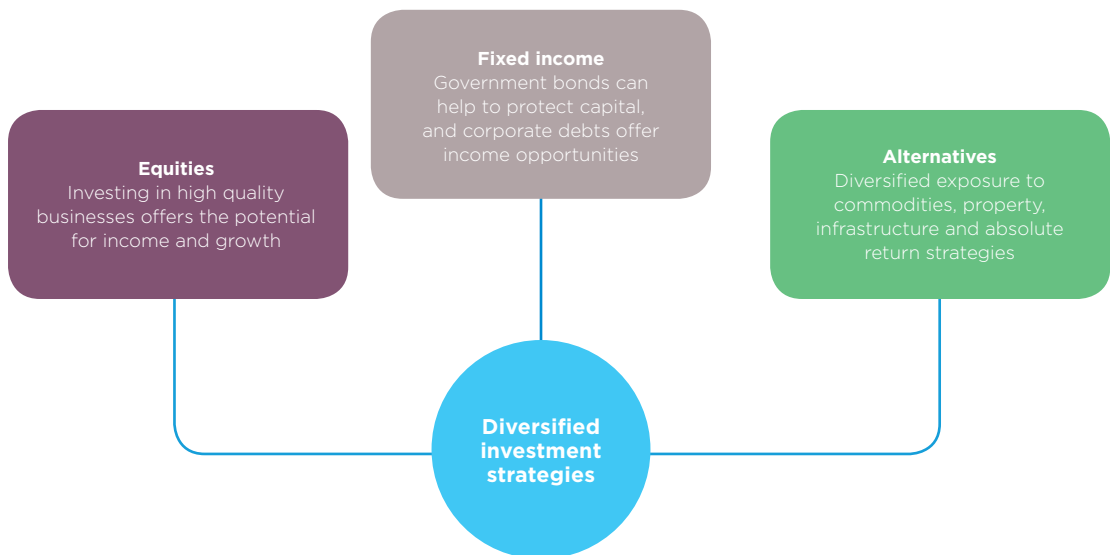 Fixed income
Government bonds can
help to protect capital,
and corporate debts offer
income opportunities
Equities
Investing in high quality
businesses offers the potential
for income and growth
Alternatives
Diversified exposure to
commodities, property,
infrastructure and absolute
return strategies
Diversified
investment
strategies